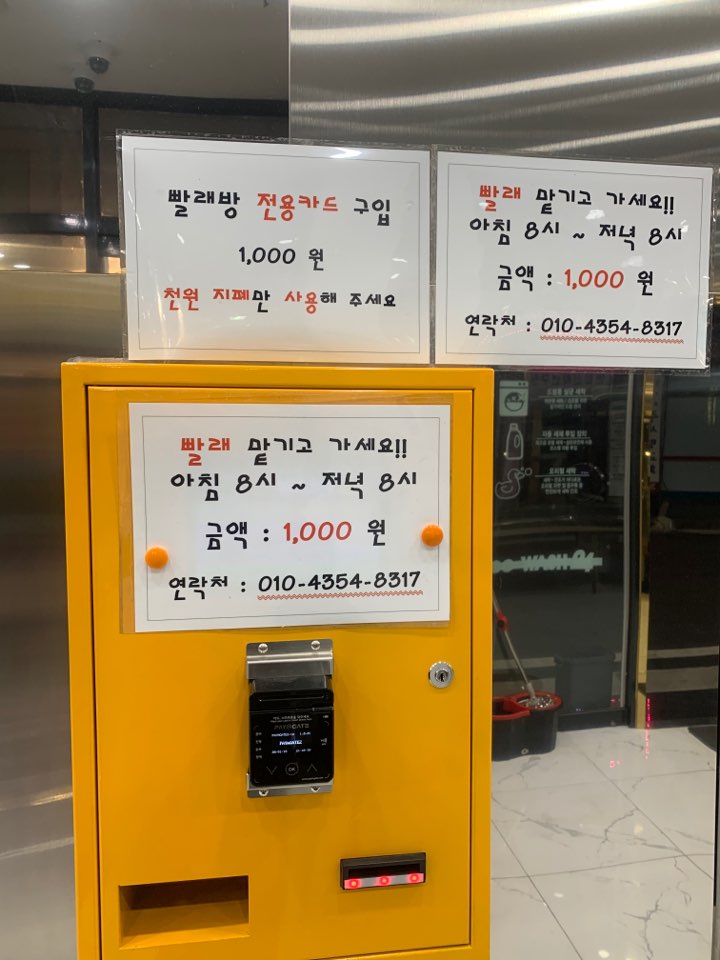 빨래방 전용카드 구입
1,000 원
천원 지폐만 사용해 주세요
빨래 맡기고 가세요!!
아침 8시 ~ 저녁 8시
금액 : 1,000 원
연락처 : 010-4354-8317
빨래 맡기고 가세요!!
아침 8시 ~ 저녁 8시
금액 : 1,000 원
연락처 : 010-4354-8317
OK
WASH